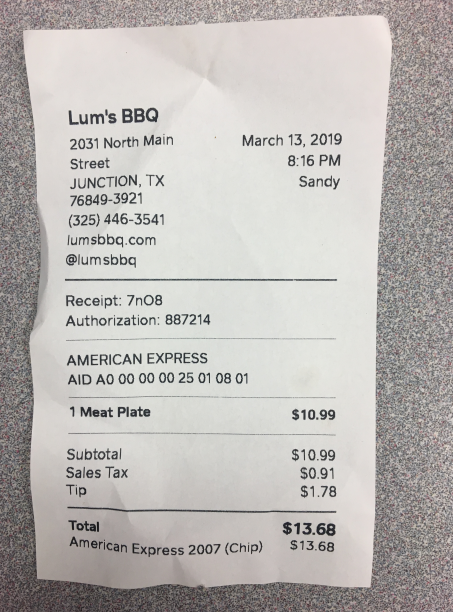 Lum's BBQ
2031 North Main March 13, 2019
Street 8:16 PM
JUNCTION, TX Sandy
76849-3921
(325) 446-3541
lumsbbq.com
@lumsbbq
Receipt: 7nO8
Authorization: 887214
AMERICAN EXPRESS
AID A0 00 00 00 25 01 08 01
1 Meat Plate $10.99
Subtotal $10.99
Sales Tax $0.91
Tip $1.78
Total $13.68
American Express 2007 (Chip) $13.68